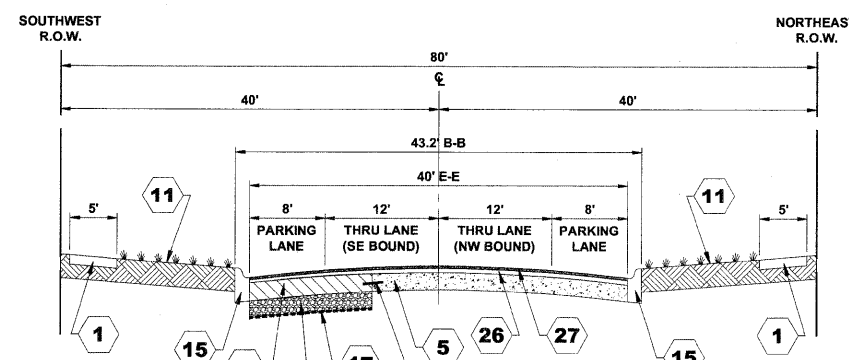 SOUTHWEST
R.O.W.
NORTHEAS
R.O.W.
80'
℄
40'
40'
43.2' B-B
40' E-E
8'
12'
12'
8'
5'
5'
PARKING
LANE
THRU LANE
(SE BOUND)
THRU LANE
(NW BOUND)
PARKING
LANE
11
11
1
15
17
5
26
27
15
1